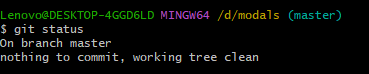 Lenovo@DESKTOP-4GGD6LD MINGW64 /d/modals (master)
$ git status
On branch master
nothing to commit, working tree clean